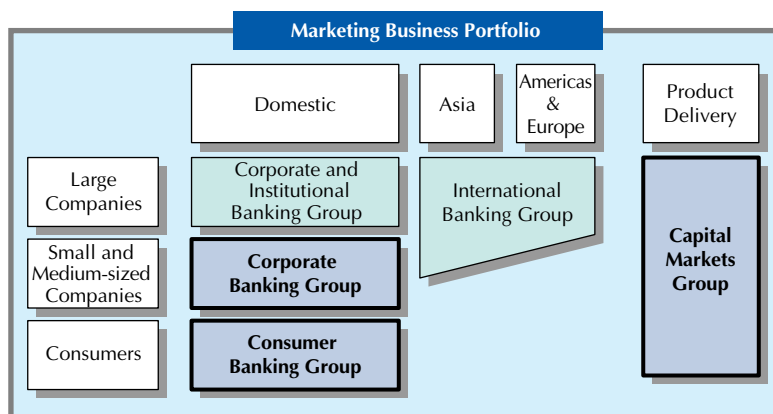 Marketing Business Portfolio
Domestic
Asia
Americas
&
Europe
Product
Delivery
Large
Companies
Corporate and
Institutional
Banking Group
International
Banking Group
Capital
Markets
Group
Small and
Medium-sized
Companies
Corporate
Banking Group
Consumers
Consumer
Banking Group